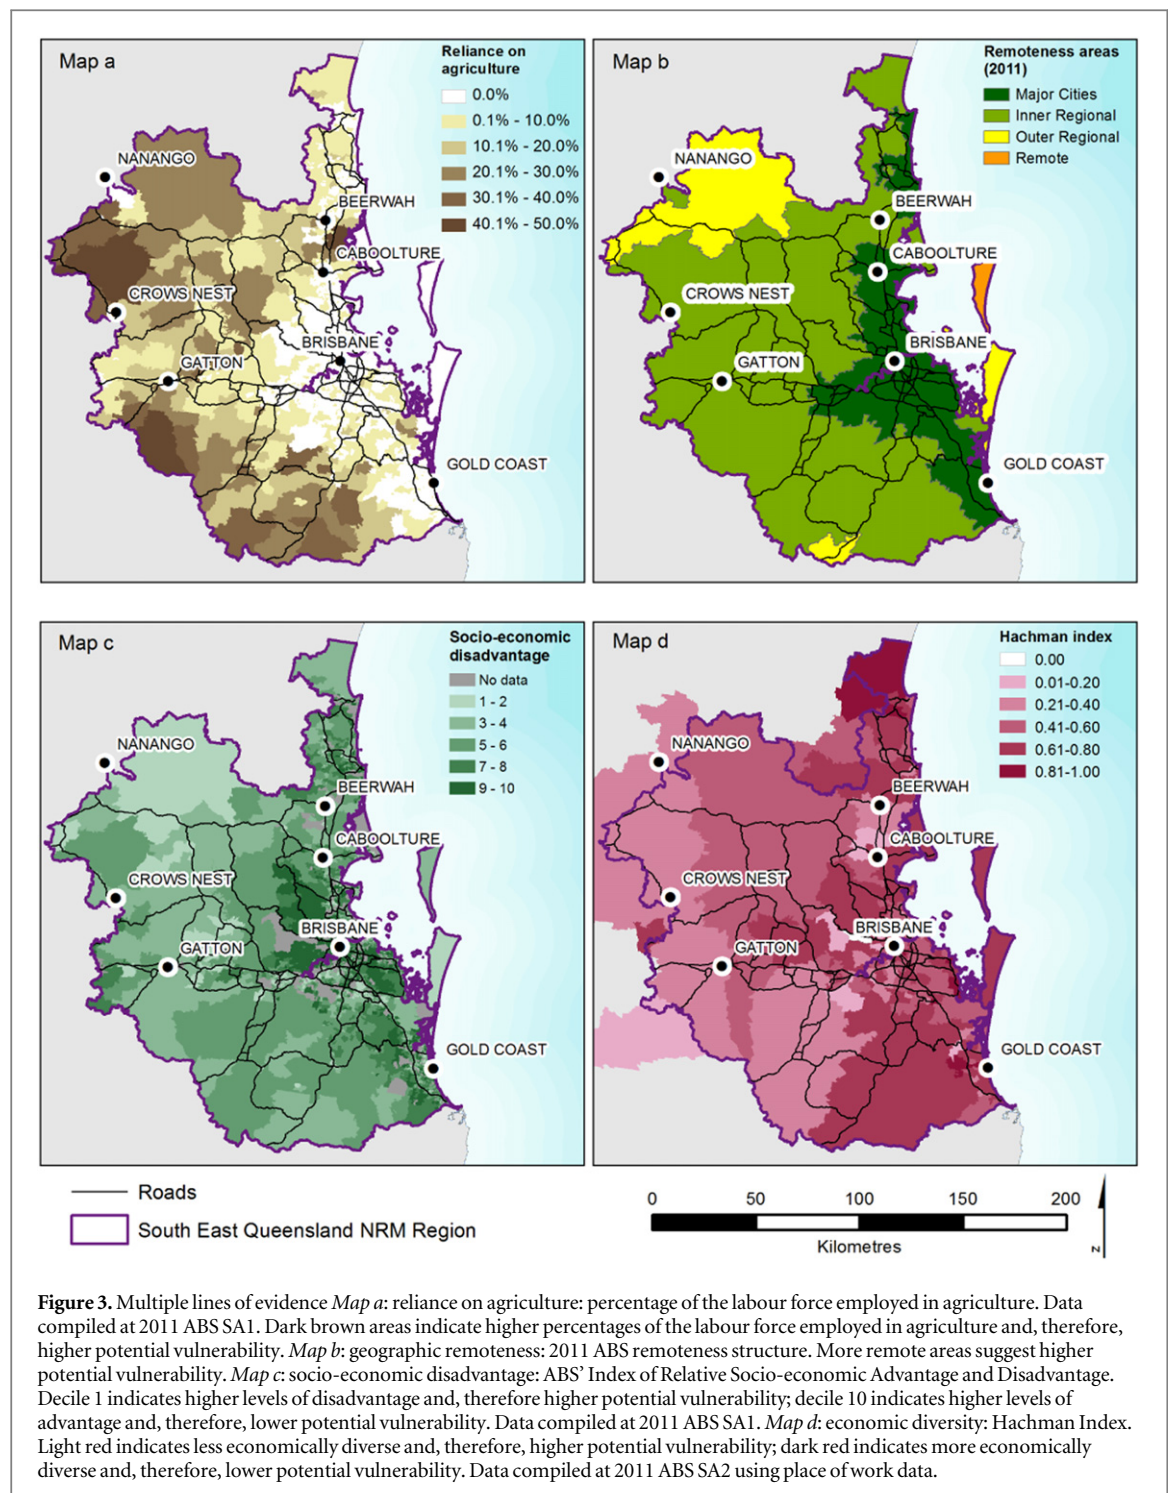 Map a
Reliance on
agriculture
0.0%
0.1% - 10.0%
10.1% - 20.0%
20.1% - 30.0%
30.1% - 40.0%
40.1% - 50.0%
NANANGO
BEERWAH
CABOOLTURE
CROWS NEST
BRISBANE
GATTON
GOLD COAST
Map b
Remoteness areas
(2011)
Major Cities
Inner Regional
Outer Regional
Remote
NANANGO
BEERWAH
CABOOLTURE
CROWS NEST
BRISBANE
GATTON
GOLD COAST
Map c
Socio-economic
disadvantage
No data
1 - 2
3 - 4
5 - 6
7 - 8
9 - 10
NANANGO
BEERWAH
CABOOLTURE
CROWS NEST
BRISBANE
GATTON
GOLD COAST
Map d
Hachman index
0.00
0.01-0.20
0.21-0.40
0.41-0.60
0.61-0.80
0.81-1.00
NANANGO
BEERWAH
CABOOLTURE
CROWS NEST
BRISBANE
GATTON
GOLD COAST
Roads
South East Queensland NRM Region
0 50 100 150 200
Kilometres
N
Figure 3. Multiple lines of evidence Map a: reliance on agriculture: percentage of the labour force employed in agriculture. Data
compiled at 2011 ABS SA1. Dark brown areas indicate higher percentages of the labour force employed in agriculture and, therefore,
higher potential vulnerability. Map b: geographic remoteness: 2011 ABS remoteness structure. More remote areas suggest higher
potential vulnerability. Map c: socio-economic disadvantage: ABS' Index of Relative Socio-economic Advantage and Disadvantage.
Decile 1 indicates higher levels of disadvantage and, therefore higher potential vulnerability; decile 10 indicates higher levels of
advantage and, therefore, lower potential vulnerability. Data compiled at 2011 ABS SA1. Map d: economic diversity: Hachman Index.
Light red indicates less economically diverse and, therefore, higher potential vulnerability; dark red indicates more economically
diverse and, therefore, lower potential vulnerability. Data compiled at 2011 ABS SA2 using place of work data.